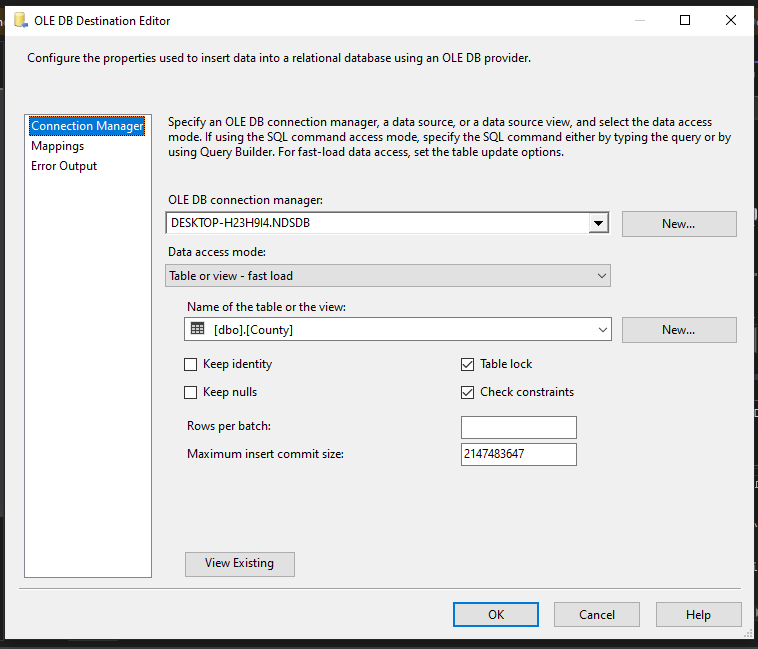 OLE DB Destination Editor
Configure the properties used to insert data into a relational database using an OLE DB provider.
Connection Manager
Mappings
Error Output
Specify an OLE DB connection manager, a data source, or a data source view, and select the data access
mode. If using the SQL command access mode, specify the SQL command either by typing the query or by
using Query Builder. For fast-load data access, set the table update options.
OLE DB connection manager:
DESKTOP-H23H9I4.NDSDB
New...
Data access mode:
Table or view - fast load
Name of the table or the view:
[dbo].[County]
New...
Keep identity
Table lock
Keep nulls
Check constraints
Rows per batch:
Maximum insert commit size:
2147483647
View Existing
OK
Cancel
Help